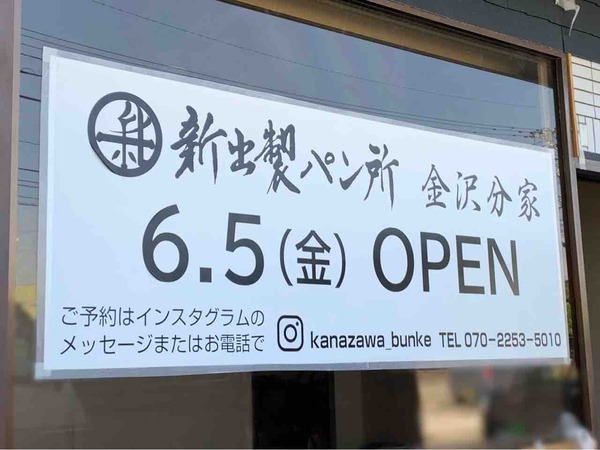 新出製パン所 金沢分家
6.5(金) OPEN
ご予約はインスタグラムの
メッセージまたはお電話で
kanazawa_bunke TEL 070-2253-5010